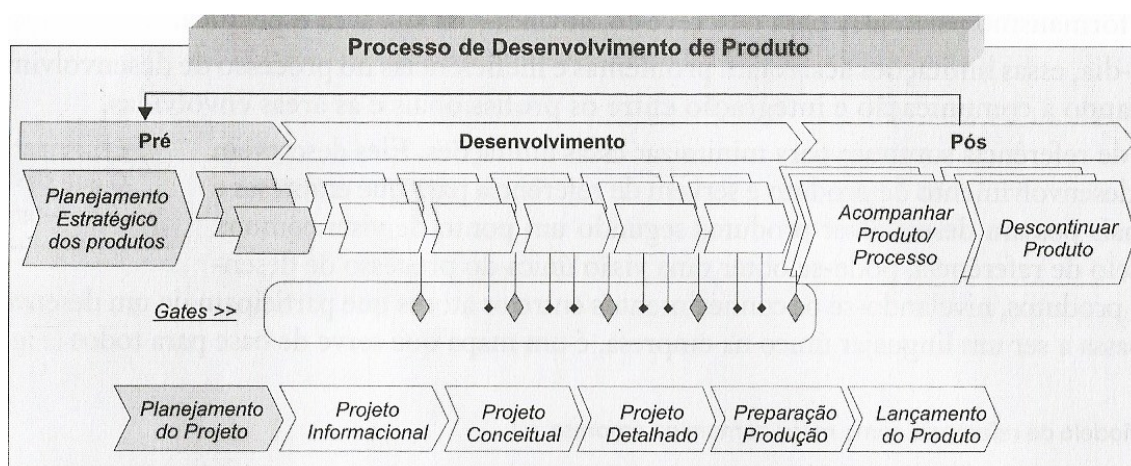 Processo de Desenvolvimento de Produto
Pré
Desenvolvimento
Pós
Planejamento
Estratégico
dos produtos
Acompanhar
Produto/
Processo
Descontinuar
Produto
Gates >>
Planejamento
do Projeto
Projeto
Informacional
Projeto
Conceitual
Projeto
Detalhado
Preparação
Produção
Lançamento
do Produto